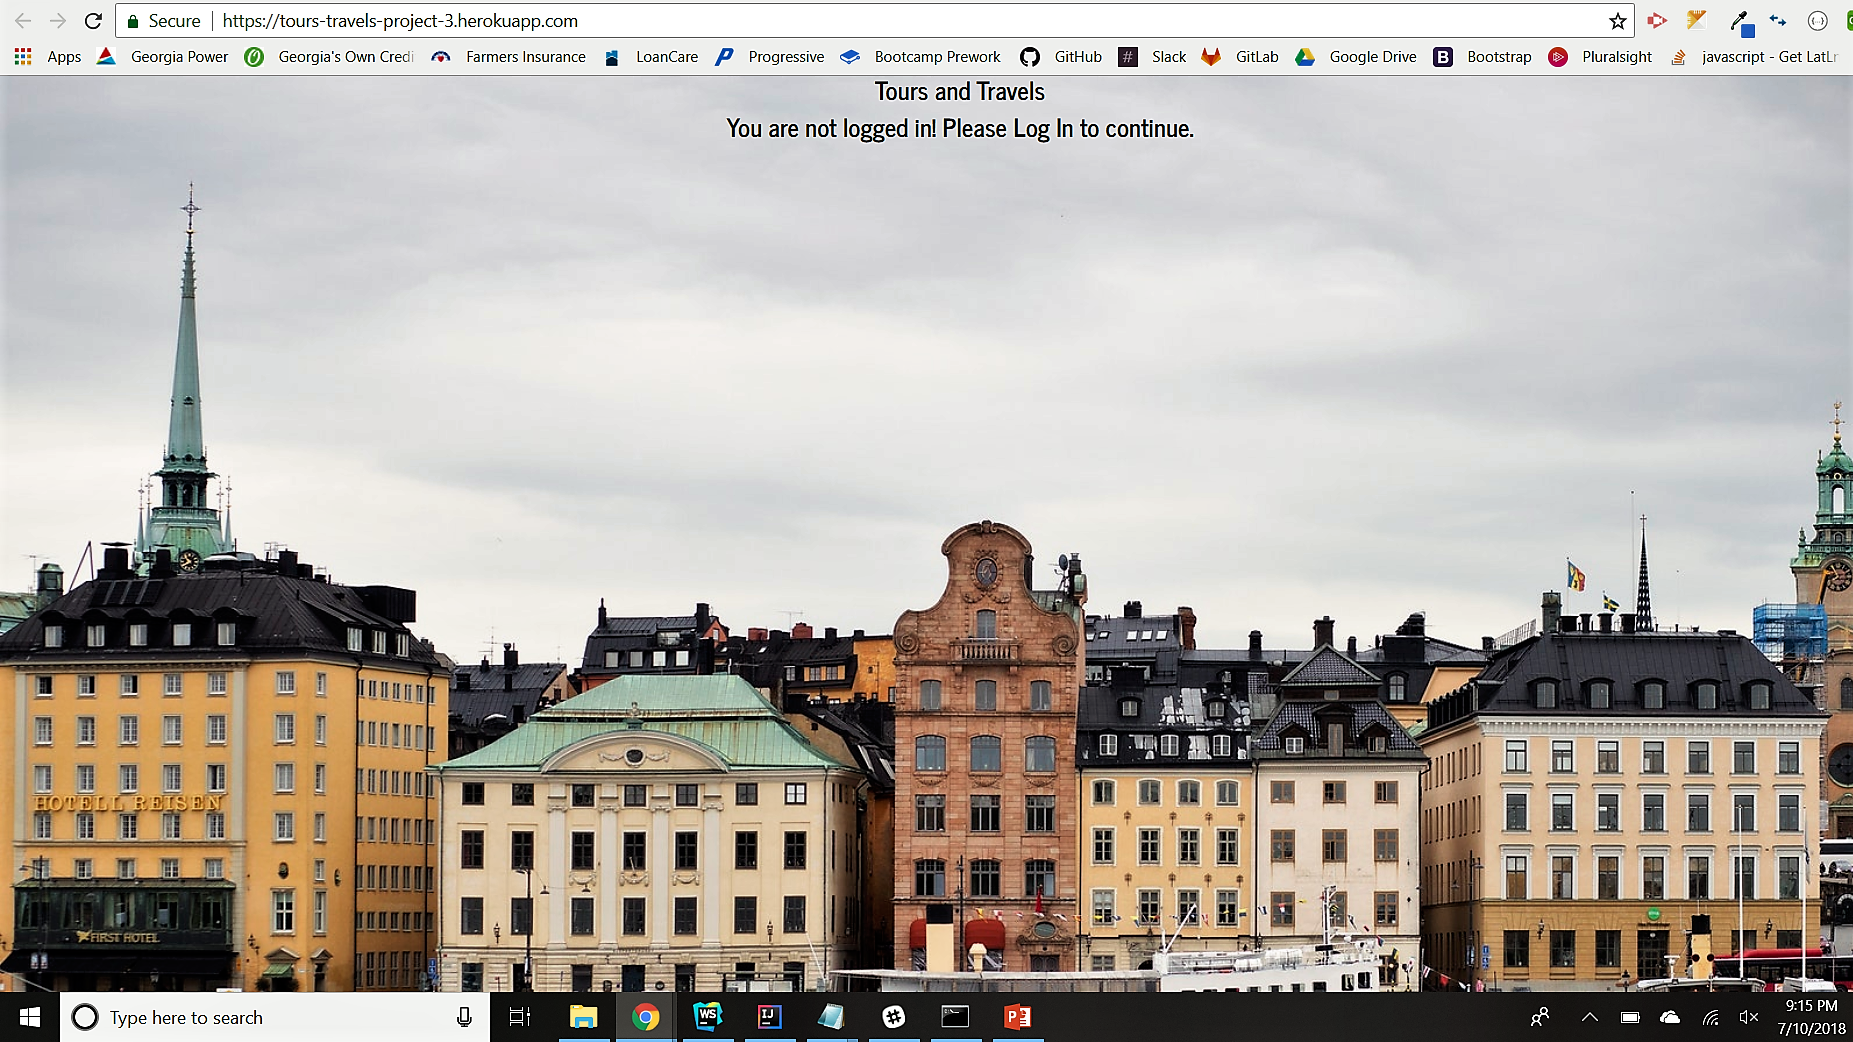 Secure https://tours-travels-project-3.herokuapp.com
Apps Georgia Power Georgia's Own Credi Farmers Insurance LoanCare Progressive Bootcamp Prework GitHub # Slack GitLab Google Drive B Bootstrap Pluralsight javascript - Get LatLr
Tours and Travels
You are not logged in! Please Log In to continue.
HOTELL REISEN
FIRST HOTEL
Type here to search WS IJ
9:15 PM
7/10/2018